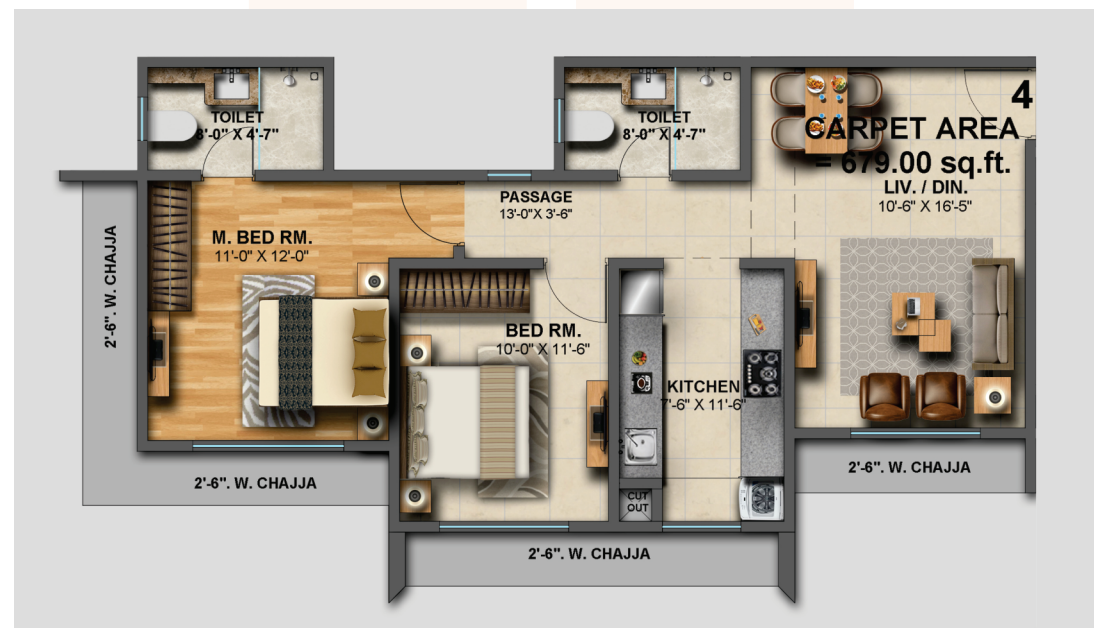 TOILET
8'-0" X 4'-7"
TOILET
8'-0" X 4'-7"
4
CARPET AREA
= 679.00 sq.ft.
LIV. / DIN.
10'-6" X 16'-5"
PASSAGE
13'-0"X 3'-6"
M. BED RM.
11'-0" X 12'-0"
2'-6". W. CHAJJA
BED RM.
10'-0" X 11'-6"
KITCHEN
7'-6" X 11'-6"
2'-6". W. CHAJJA
2'-6". W. CHAJJA
CUT
OUT
2'-6". W. CHAJJA